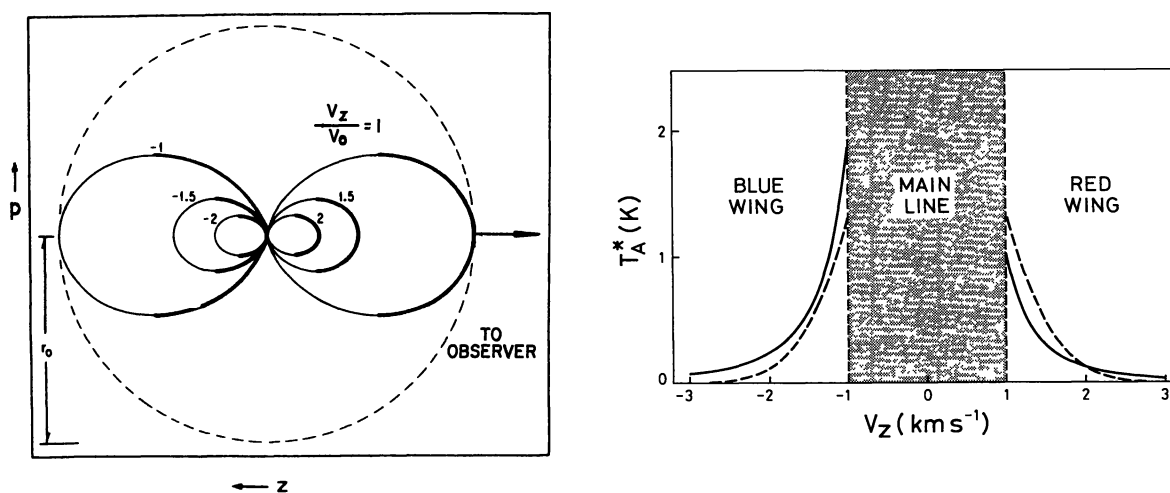 V_z/V_0 = 1
-1
-1.5
1.5
-2
2
p
r_0
TO
OBSERVER
← z
T_A^* (K)
2
1
0
BLUE
WING
MAIN
LINE
RED
WING
-3 -2 -1 0 1 2 3
V_Z (km s^-1)